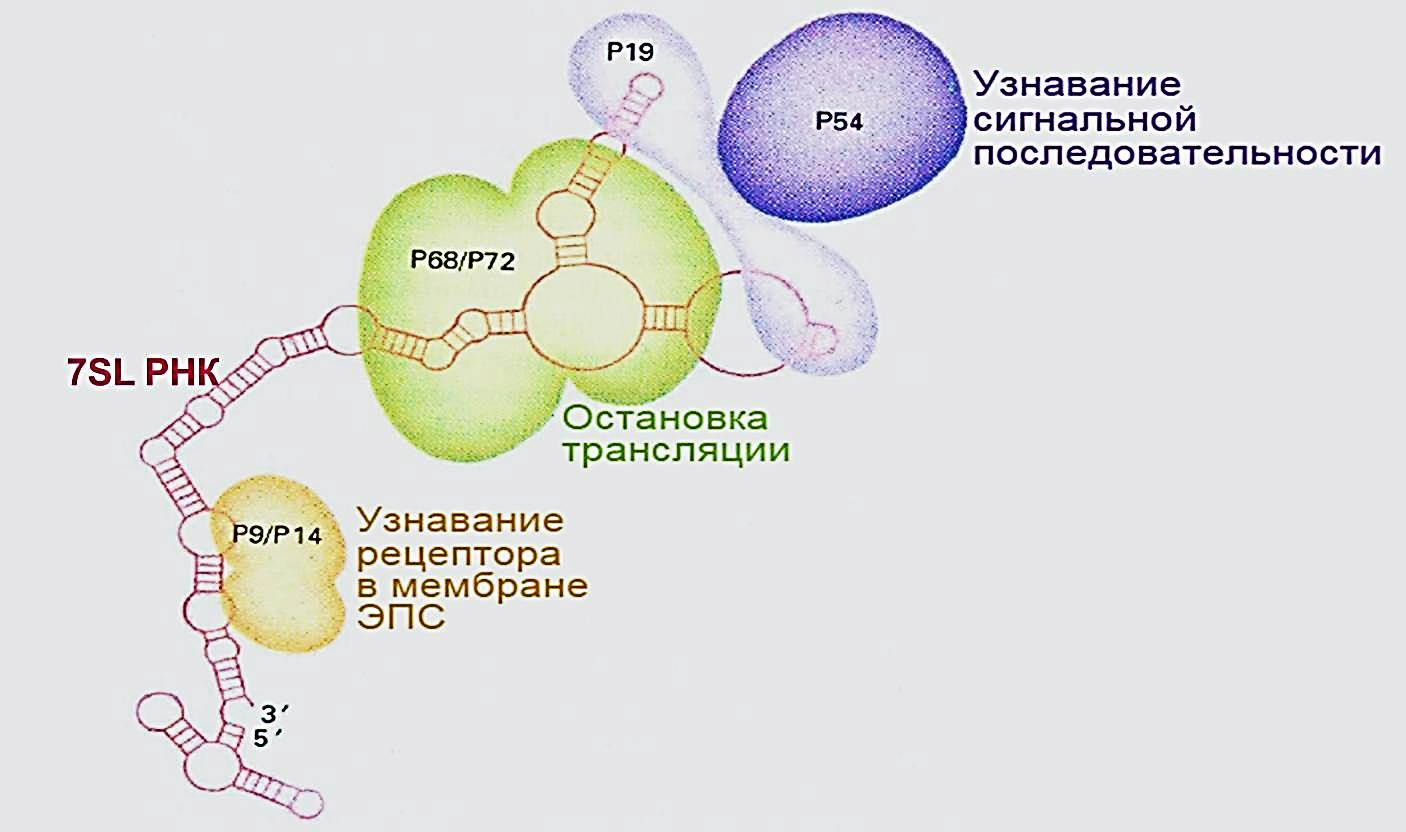 P19
P54
Узнавание
сигнальной
последовательности
P68/P72
7SL РНК
Остановка
трансляции
P9/P14
Узнавание
рецептора
в мембране
ЭПС
3′
5′